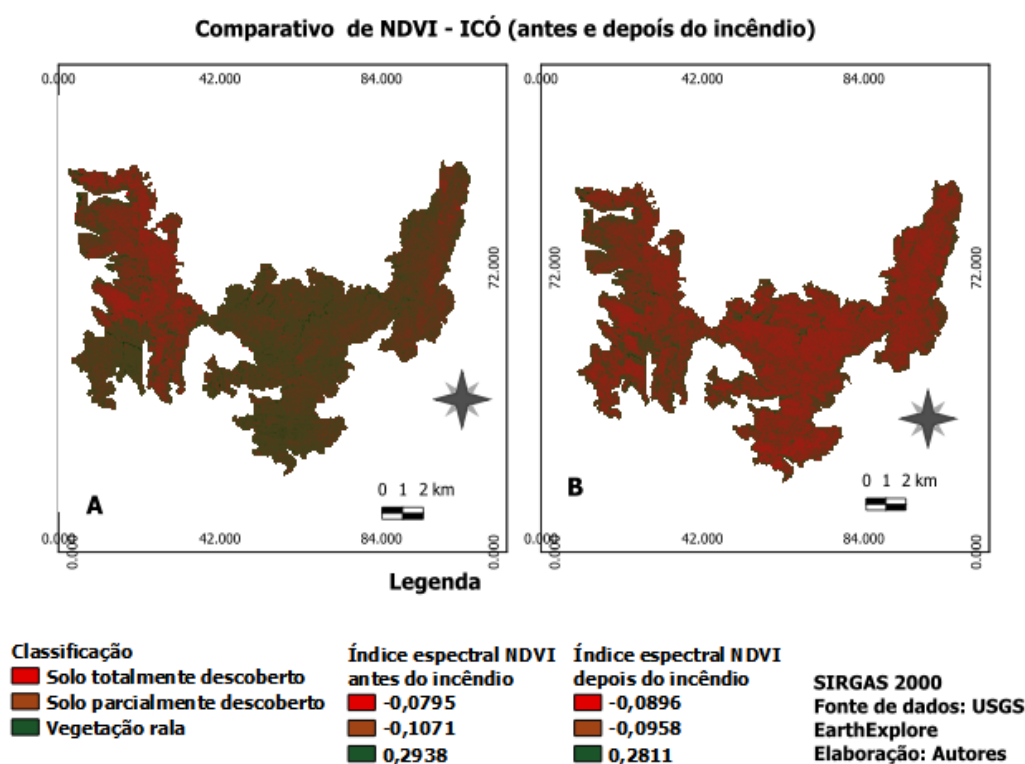 Comparativo de NDVI - ICÓ (antes e depoís do incêndio)
0.000 42.000 84.000
0.000 42.000 84.000
72.000
72.000
72.000
0 1 2 km
0 1 2 km
A
B
0.000 42.000 84.000
0.000 42.000 84.000
0.000
0.000
0.000
0.000
Legenda
Classificação
Solo totalmente descoberto
Solo parcialmente descoberto
Vegetação rala
Índice espectral NDVI
antes do incêndio
-0,0795
-0,1071
0,2938
Índice espectral NDVI
depois do incêndio
-0,0896
-0,0958
0,2811
SIRGAS 2000
Fonte de dados: USGS
EarthExplore
Elaboração: Autores